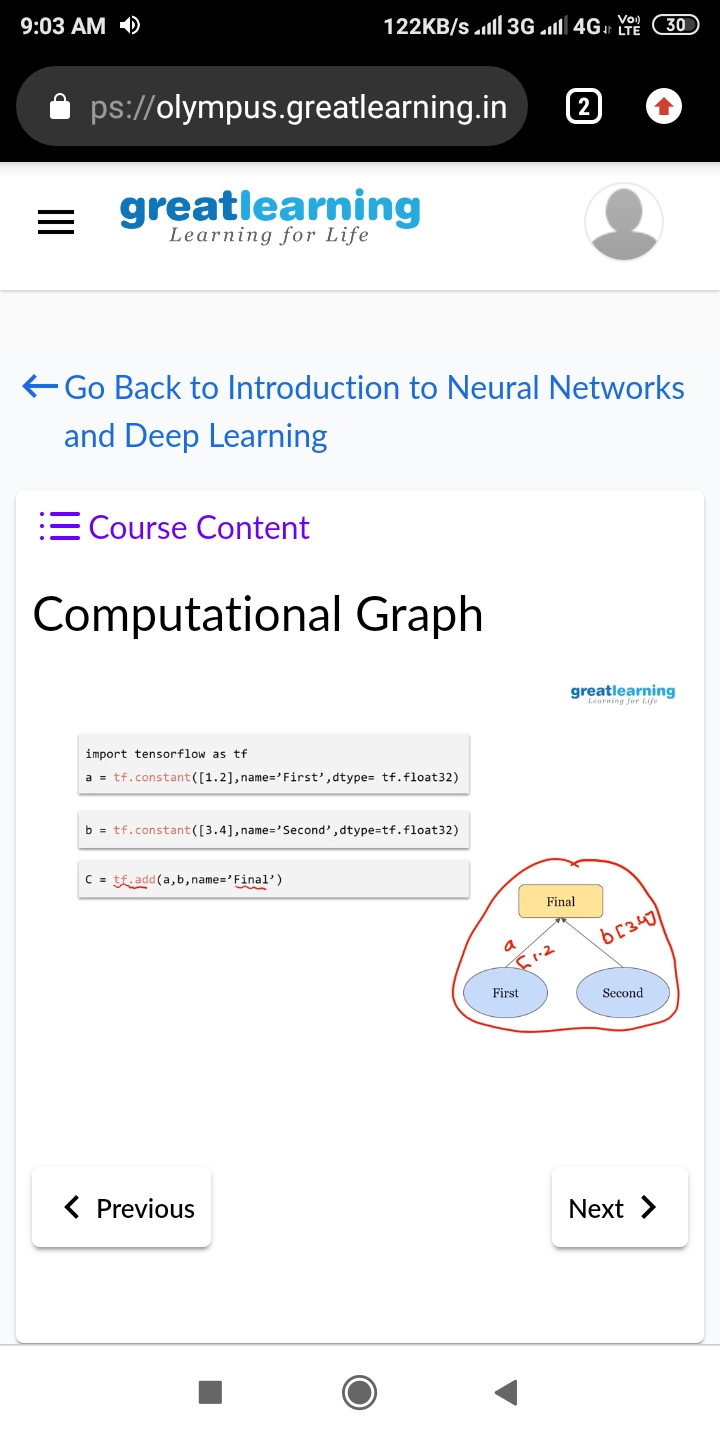 9:03 AM 122KB/s 3G 4G Vo) LTE 30
ps://olympus.greatlearning.in 2
greatlearning
Learning for Life
Go Back to Introduction to Neural Networks
and Deep Learning
Course Content
Computational Graph
greatlearning
Learning for Life
import tensorflow as tf
a = tf.constant([1.2],name=’First’,dtype= tf.float32)
b = tf.constant([3.4],name=’Second’,dtype=tf.float32)
C = tf.add(a,b,name=’Final’)
Final
a b[34]
[1.2
First Second
Previous Next